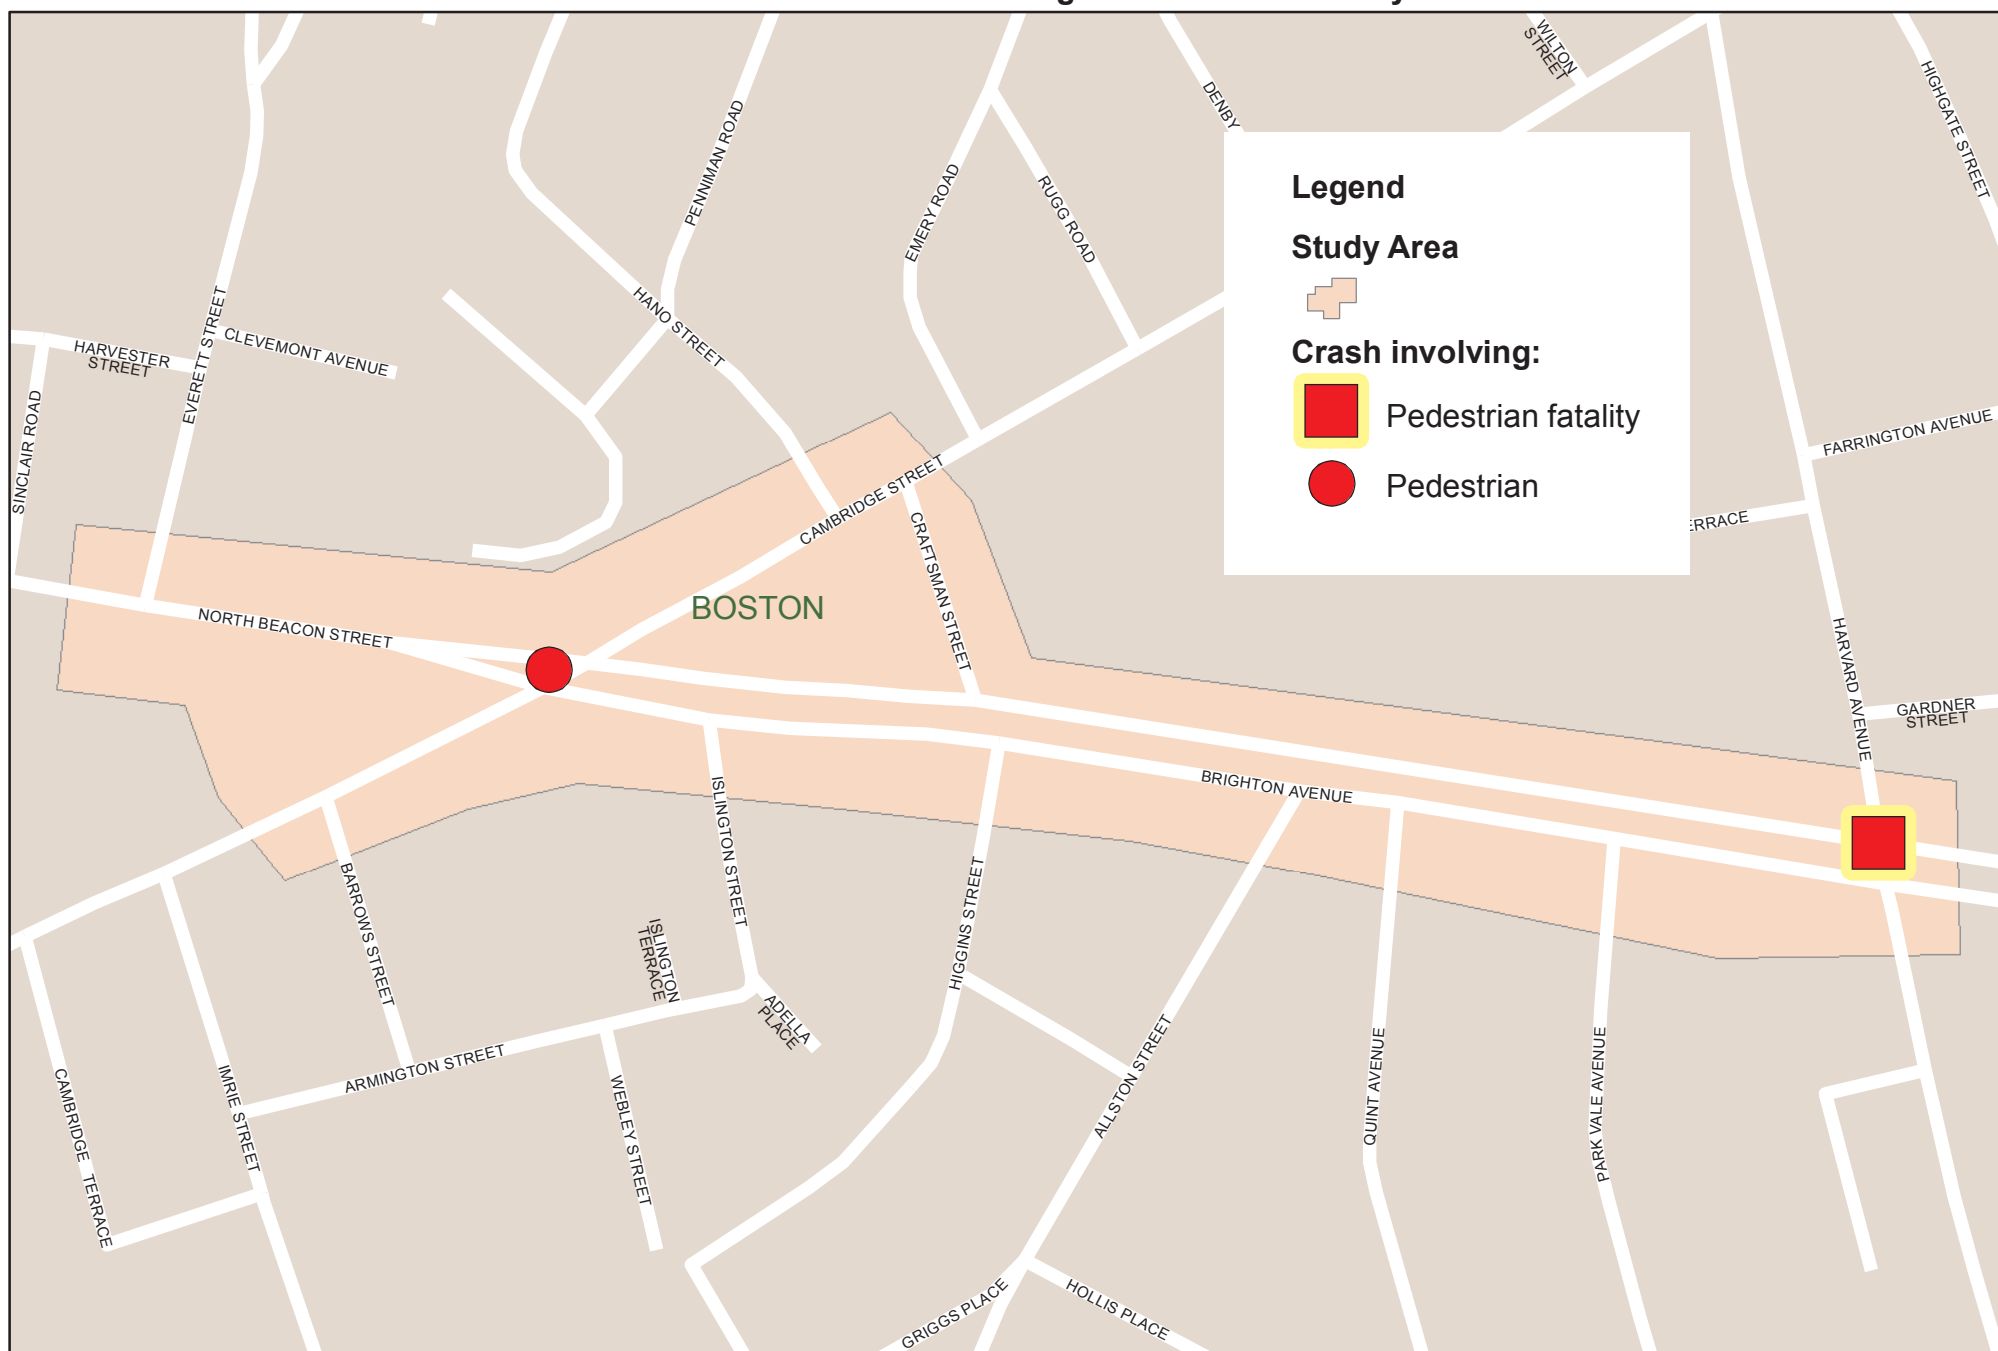 WILTON
STREET
HIGHGATE STREET
DENBY
PENNIMAN ROAD
EMERY ROAD
RUGG ROAD
Legend
Study Area
Crash involving:
Pedestrian fatality
Pedestrian
HANO STREET
EVERETT STREET
CLEVEMONT AVENUE
HARVESTER
STREET
SINCLAIR ROAD
FARRINGTON AVENUE
CAMBRIDGE STREET
CRAFTSMAN STREET
ERRACE
BOSTON
NORTH BEACON STREET
HARVARD AVENUE
GARDNER
STREET
BRIGHTON AVENUE
ISLINGTON STREET
BARROWS STREET
HIGGINS STREET
ISLINGTON
TERRACE
ADELLA
PLACE
ARMINGTON STREET
IMRIE STREET
CAMBRIDGE TERRACE
WEBLEY STREET
ALLSTON STREET
QUINT AVENUE
PARK VALE AVENUE
GRIGGS PLACE
HOLLIS PLACE